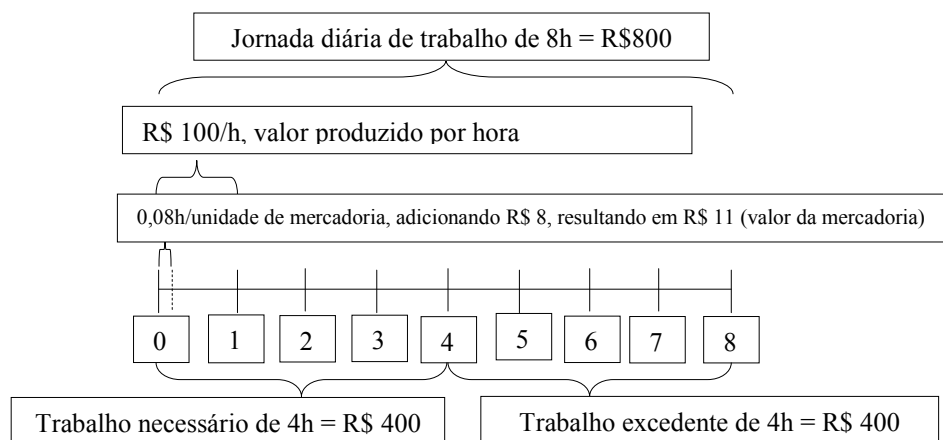 Jornada diária de trabalho de 8h = R$800
R$ 100/h, valor produzido por hora
0,08h/unidade de mercadoria, adicionando R$ 8, resultando em R$ 11 (valor da mercadoria)
0 1 2 3 4 5 6 7 8
Trabalho necessário de 4h = R$ 400 Trabalho excedente de 4h = R$ 400